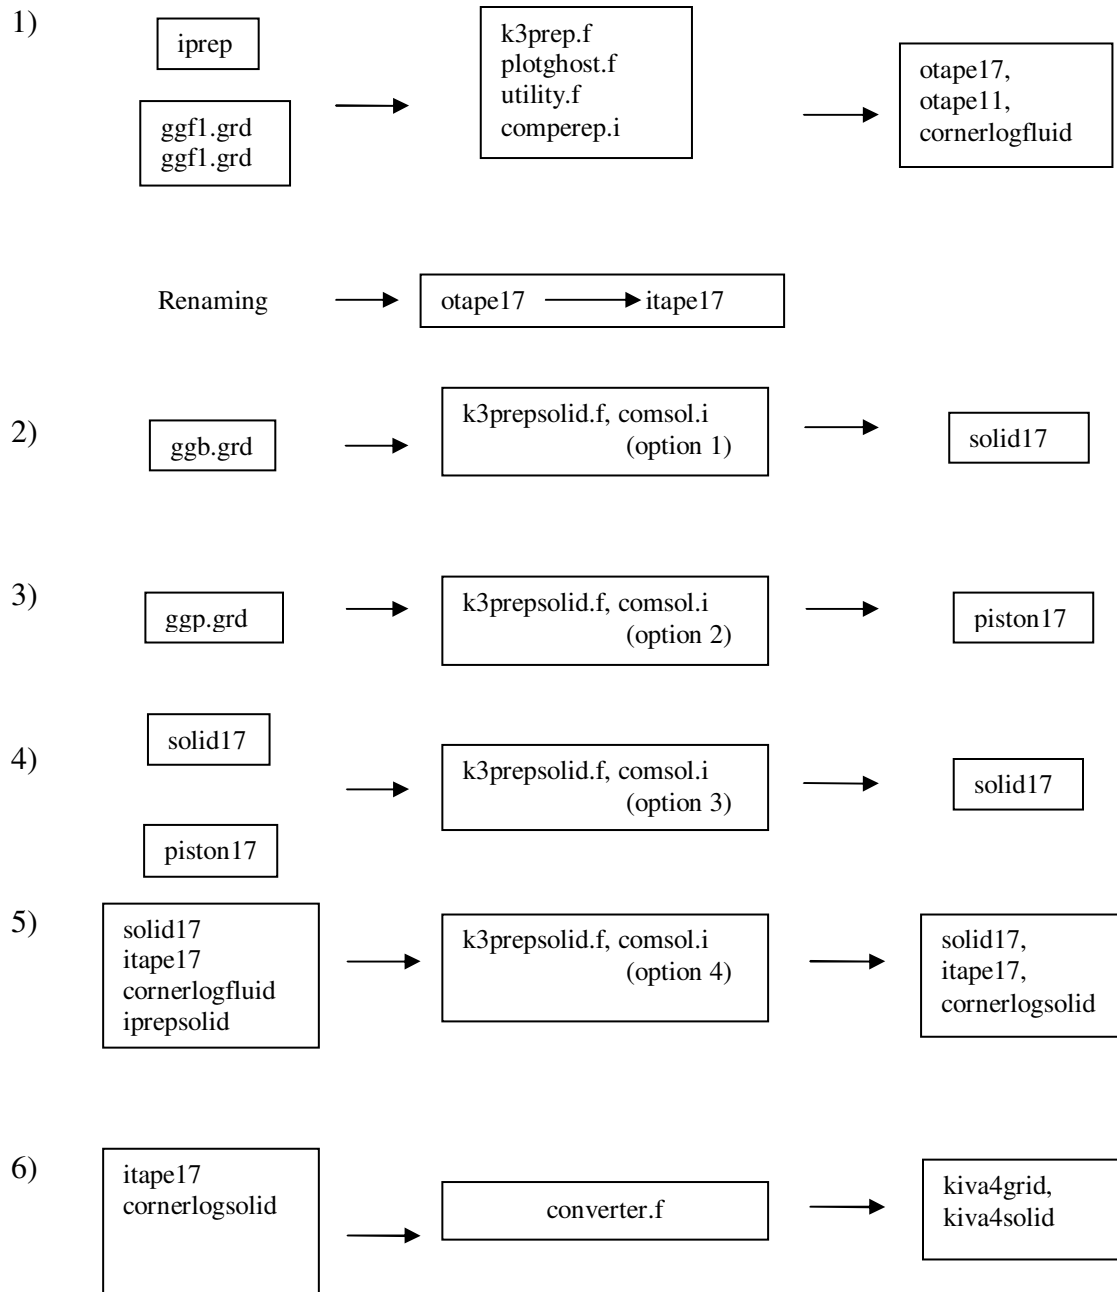 1)
iprep
ggf1.grd
ggf1.grd
k3prep.f
plotghost.f
utility.f
comperep.i
otape17,
otape11,
cornerlogfluid
Renaming
otape17 itape17
2)
ggb.grd
k3prepsolid.f, comsol.i
(option 1)
solid17
3)
ggp.grd
k3prepsolid.f, comsol.i
(option 2)
piston17
4)
solid17
piston17
k3prepsolid.f, comsol.i
(option 3)
solid17
5)
solid17
itape17
cornerlogfluid
iprepsolid
k3prepsolid.f, comsol.i
(option 4)
solid17,
itape17,
cornerlogsolid
6)
itape17
cornerlogsolid
converter.f
kiva4grid,
kiva4solid